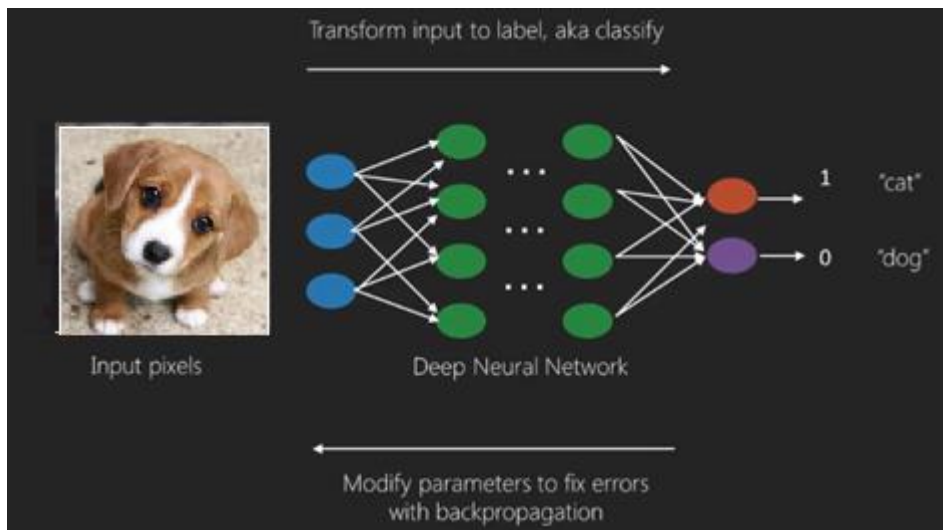 Transform input to label, aka classify
1 "cat"
0 "dog"
Input pixels
Deep Neural Network
Modify parameters to fix errors
with backpropagation